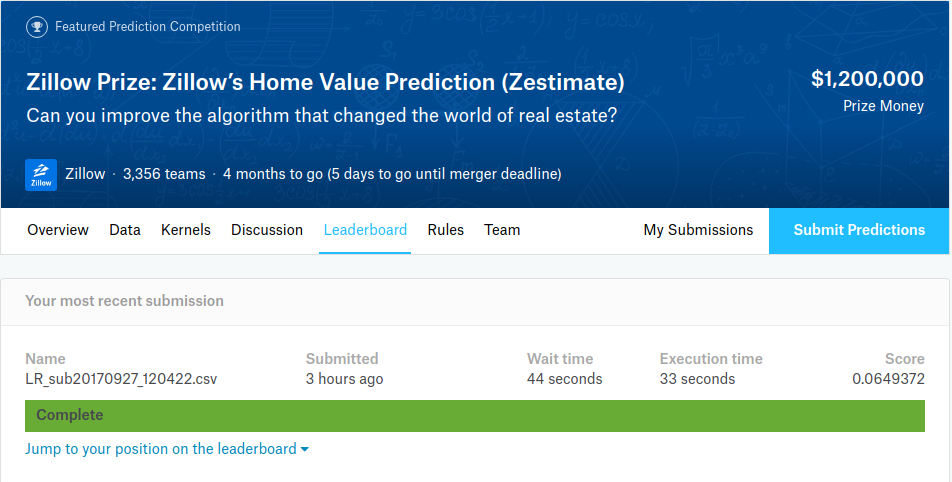 Featured Prediction Competition
Zillow Prize: Zillow’s Home Value Prediction (Zestimate)
$1,200,000
Can you improve the algorithm that changed the world of real estate?
Prize Money
Zillow
Zillow · 3,356 teams · 4 months to go (5 days to go until merger deadline)
Overview Data Kernels Discussion Leaderboard Rules Team My Submissions Submit Predictions
Your most recent submission
Name Submitted Wait time Execution time Score
LR_sub20170927_120422.csv 3 hours ago 44 seconds 33 seconds 0.0649372
Complete
Jump to your position on the leaderboard